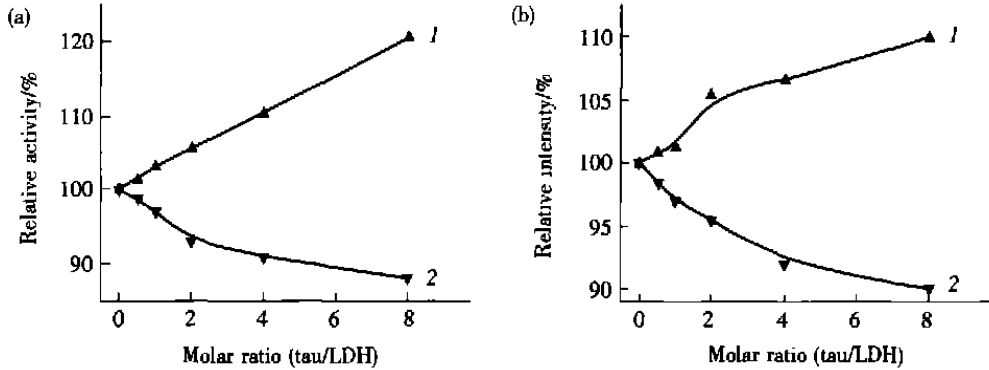 (a)
120
110
100
90
Relative activity/%
1
2
0 2 4 6 8
Molar ratio (tau/LDH)
(b)
110
105
100
95
90
Relative intensity/%
1
2
0 2 4 6 8
Molar ratio (tau/LDH)